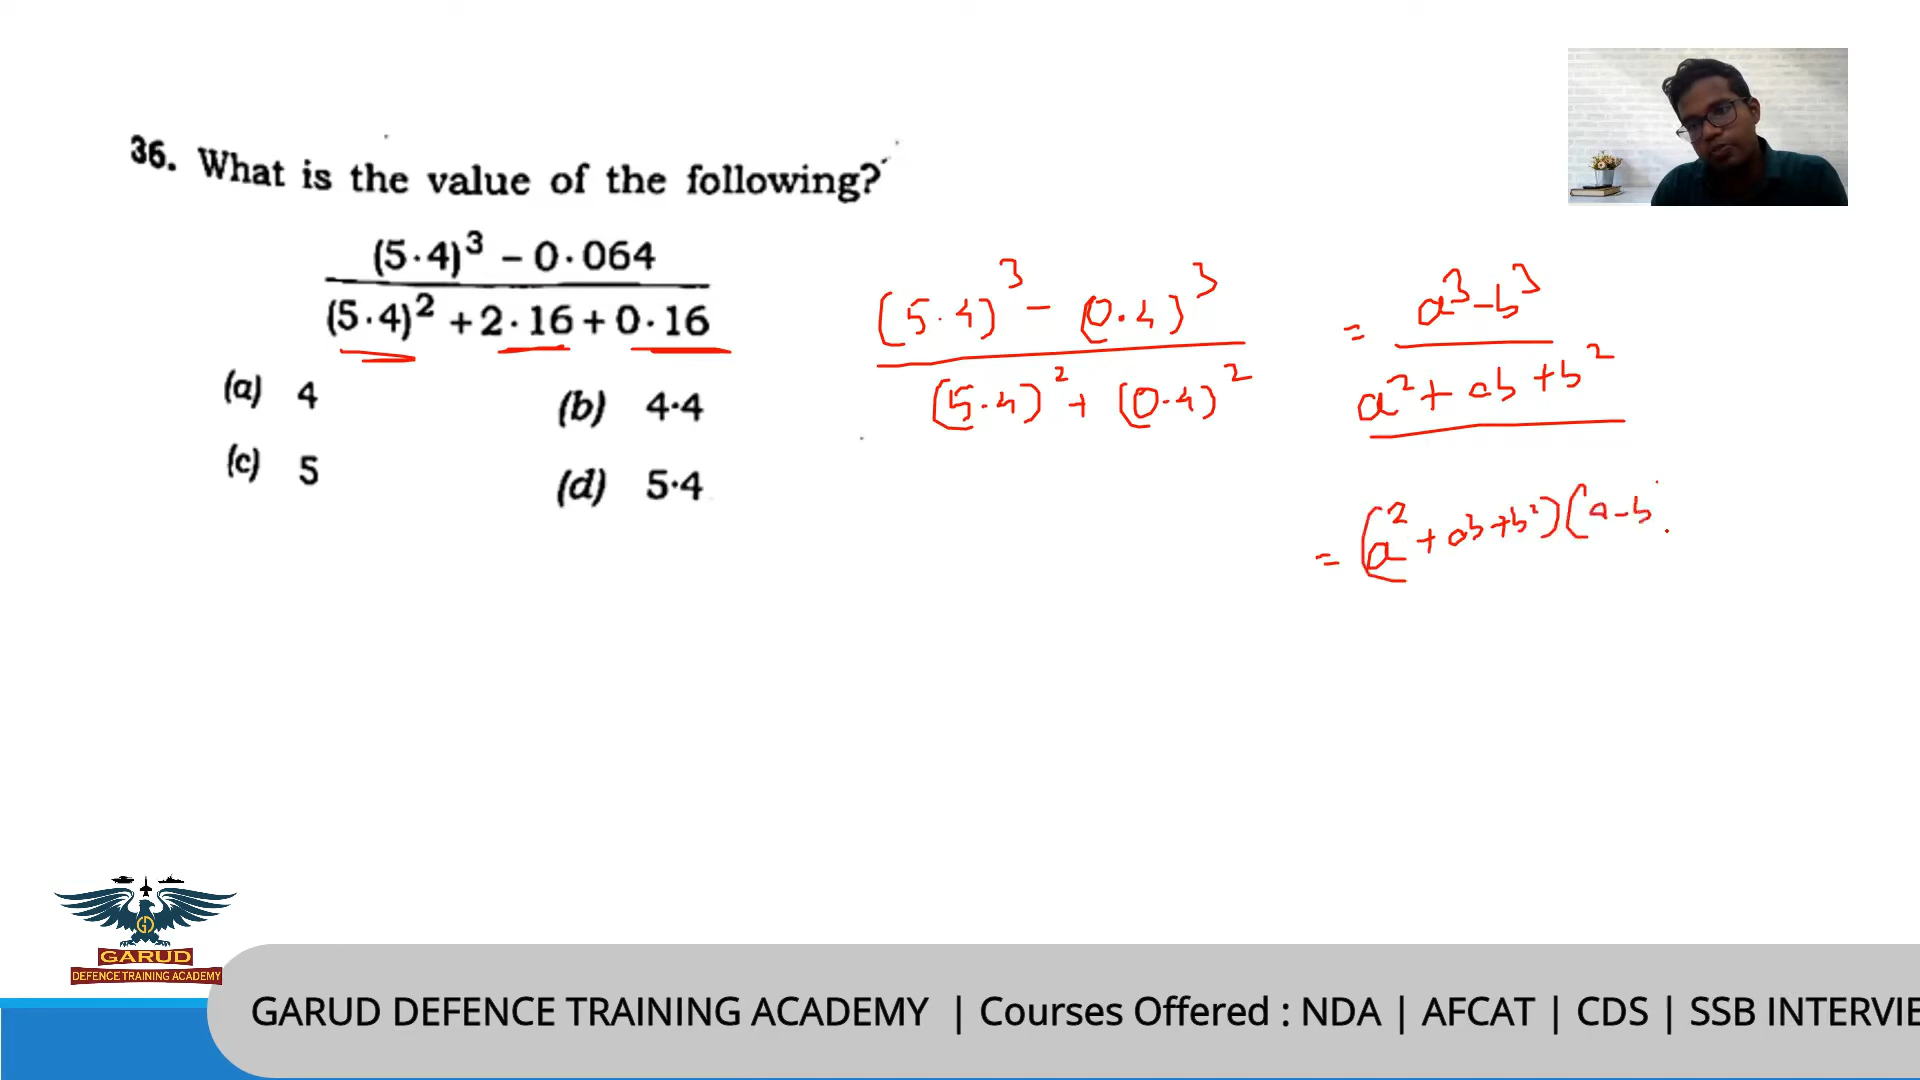 36. What is the value of the following?
(5·4)³ − 0·064
(5·4)² + 2·16 + 0·16
(a) 4
(b) 4·4
(c) 5
(d) 5·4
(5.4)³ − (0.4)³
(5.4)² + (0.4)²
= a³−b³
a² + ab + b²
= (a² + ab + b²)(a−b
GARUD
DEFENCE TRAINING ACADEMY
GARUD DEFENCE TRAINING ACADEMY | Courses Offered : NDA | AFCAT | CDS | SSB INTERVIE